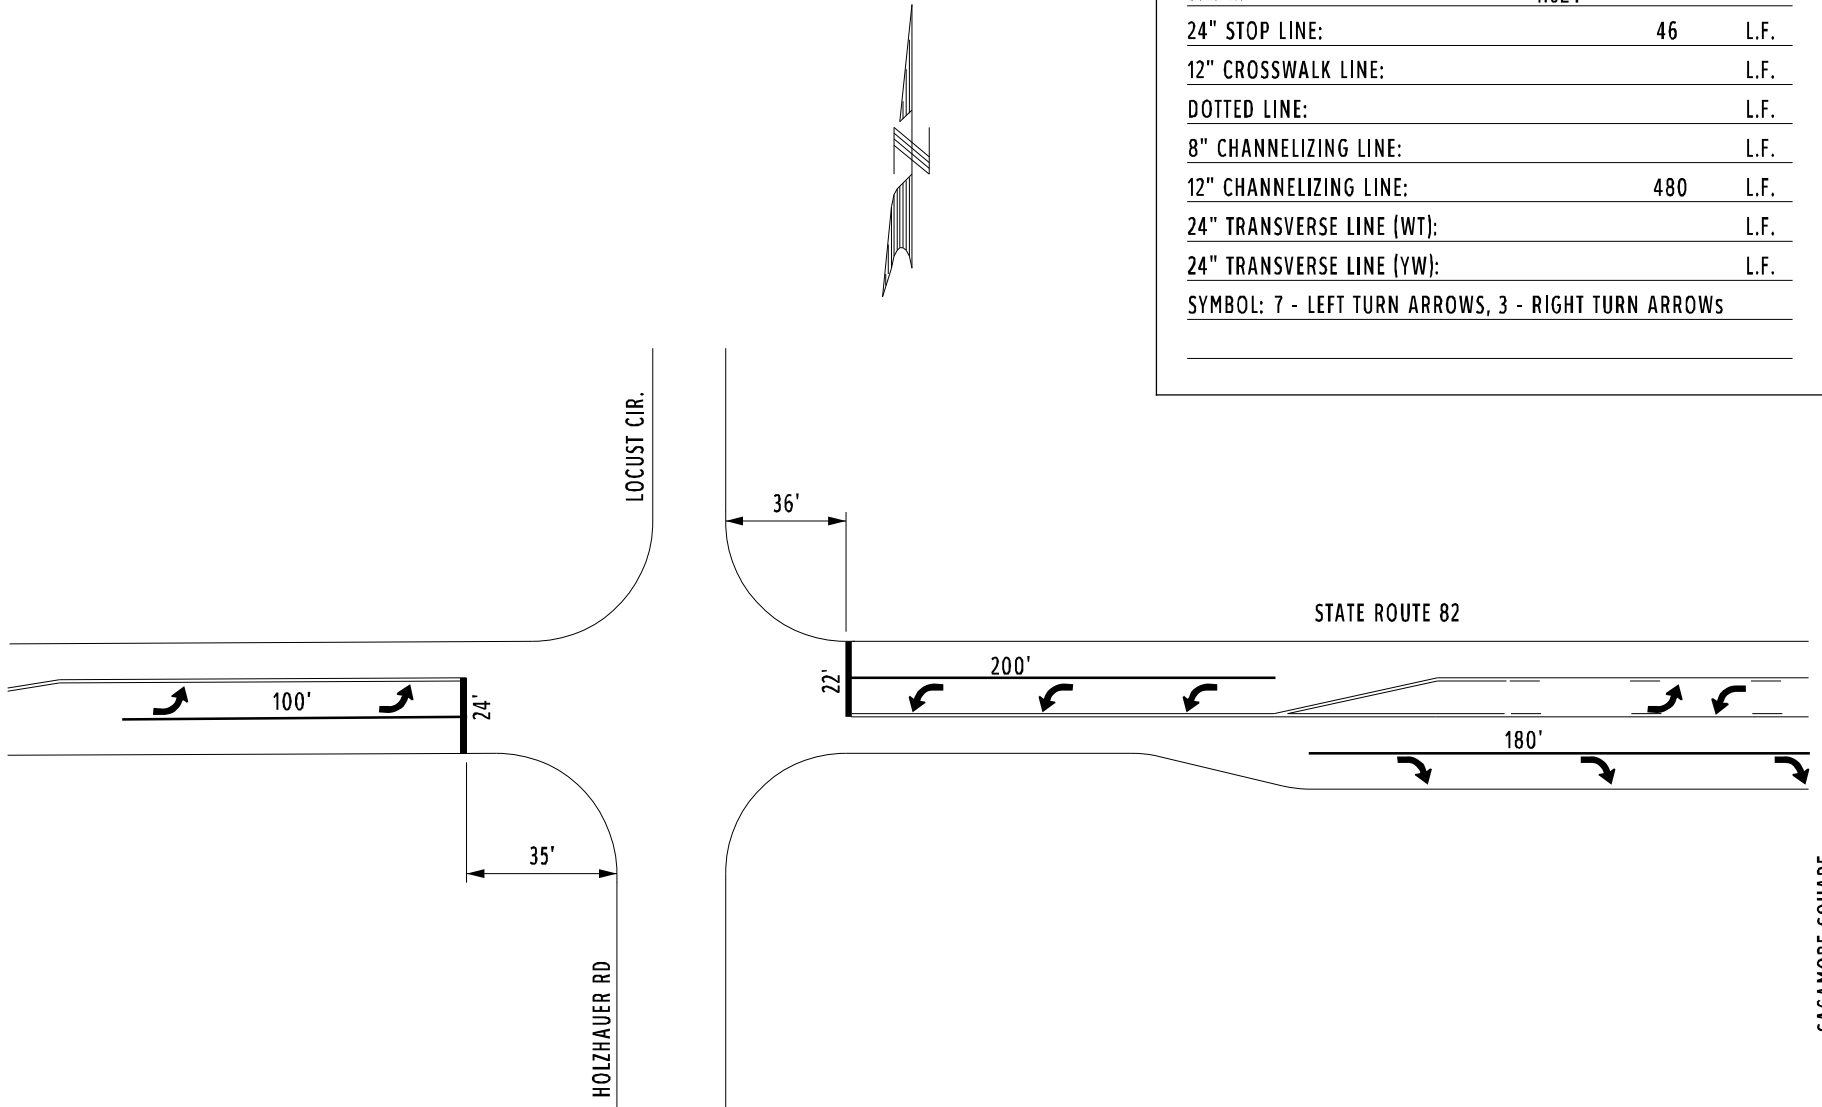 24" STOP LINE: 46 L.F.
12" CROSSWALK LINE: L.F.
DOTTED LINE: L.F.
8" CHANNELIZING LINE: L.F.
12" CHANNELIZING LINE: 480 L.F.
24" TRANSVERSE LINE (WT): L.F.
24" TRANSVERSE LINE (YW): L.F.
SYMBOL: 7 - LEFT TURN ARROWS, 3 - RIGHT TURN ARROWs
LOCUST CIR.
36'
STATE ROUTE 82
200'
22'
100'
24'
180'
35'
HOLZHAUER RD